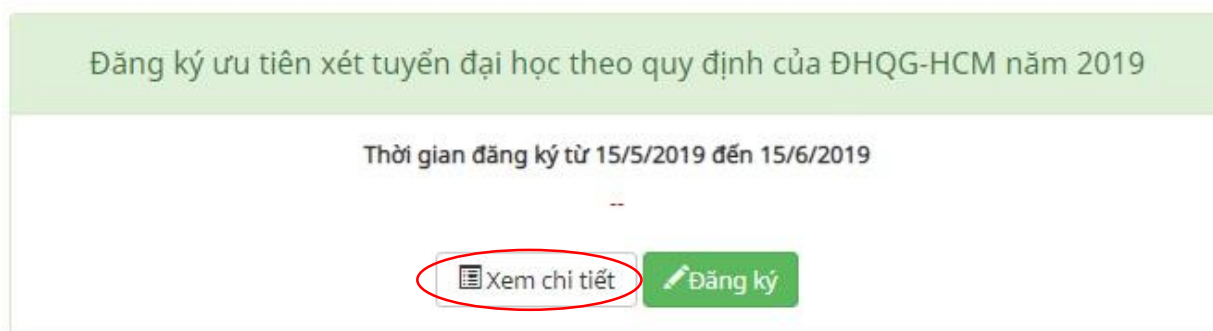 Đăng ký ưu tiên xét tuyển đại học theo quy định của ĐHQG-HCM năm 2019
Thời gian đăng ký từ 15/5/2019 đến 15/6/2019
--
Xem chi tiết Đăng ký